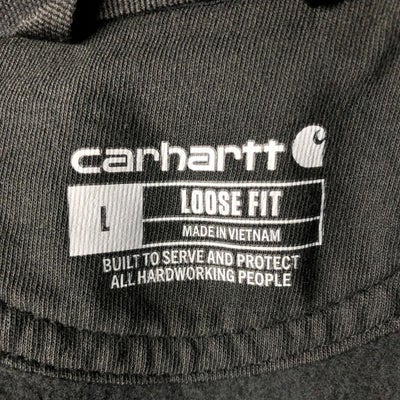 carhartt
L
LOOSE FIT
MADE IN VIETNAM
BUILT TO SERVE AND PROTECT
ALL HARDWORKING PEOPLE